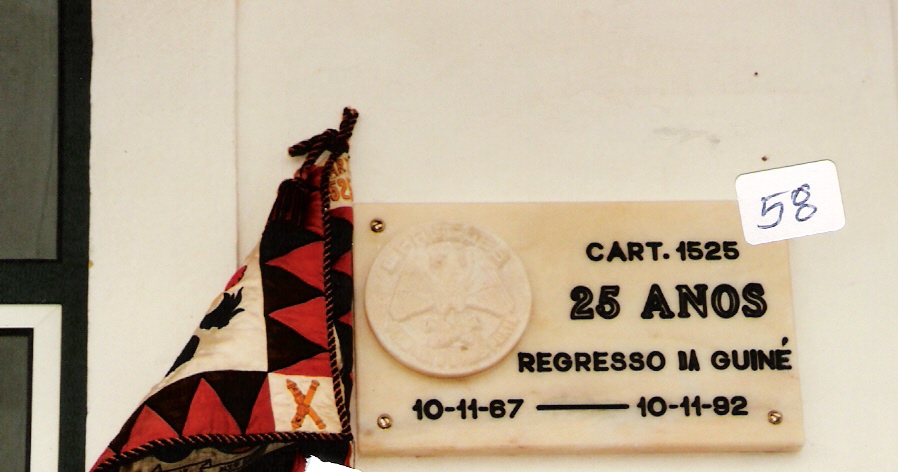 58
CART. 1525
25 ANOS
REGRESSO DA GUINÉ
10-11-67 — 10-11-92